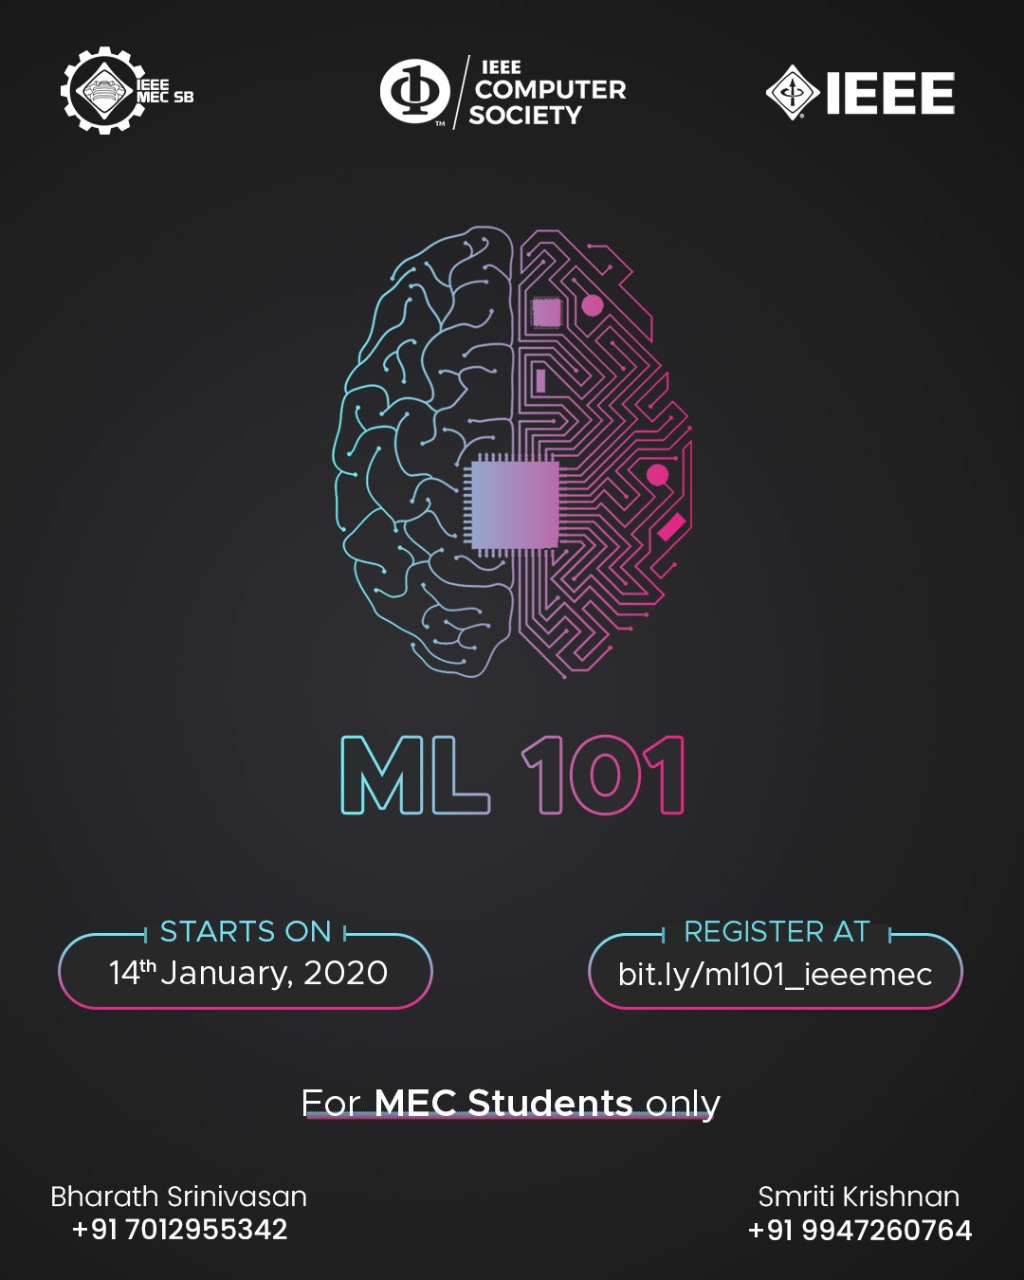 IEEE
MEC SB
IEEE
COMPUTER
SOCIETY
TM
IEEE
ML 101
STARTS ON
14th January, 2020
REGISTER AT
bit.ly/ml101_ieeemec
For MEC Students only
Bharath Srinivasan
+91 7012955342
Smriti Krishnan
+91 9947260764